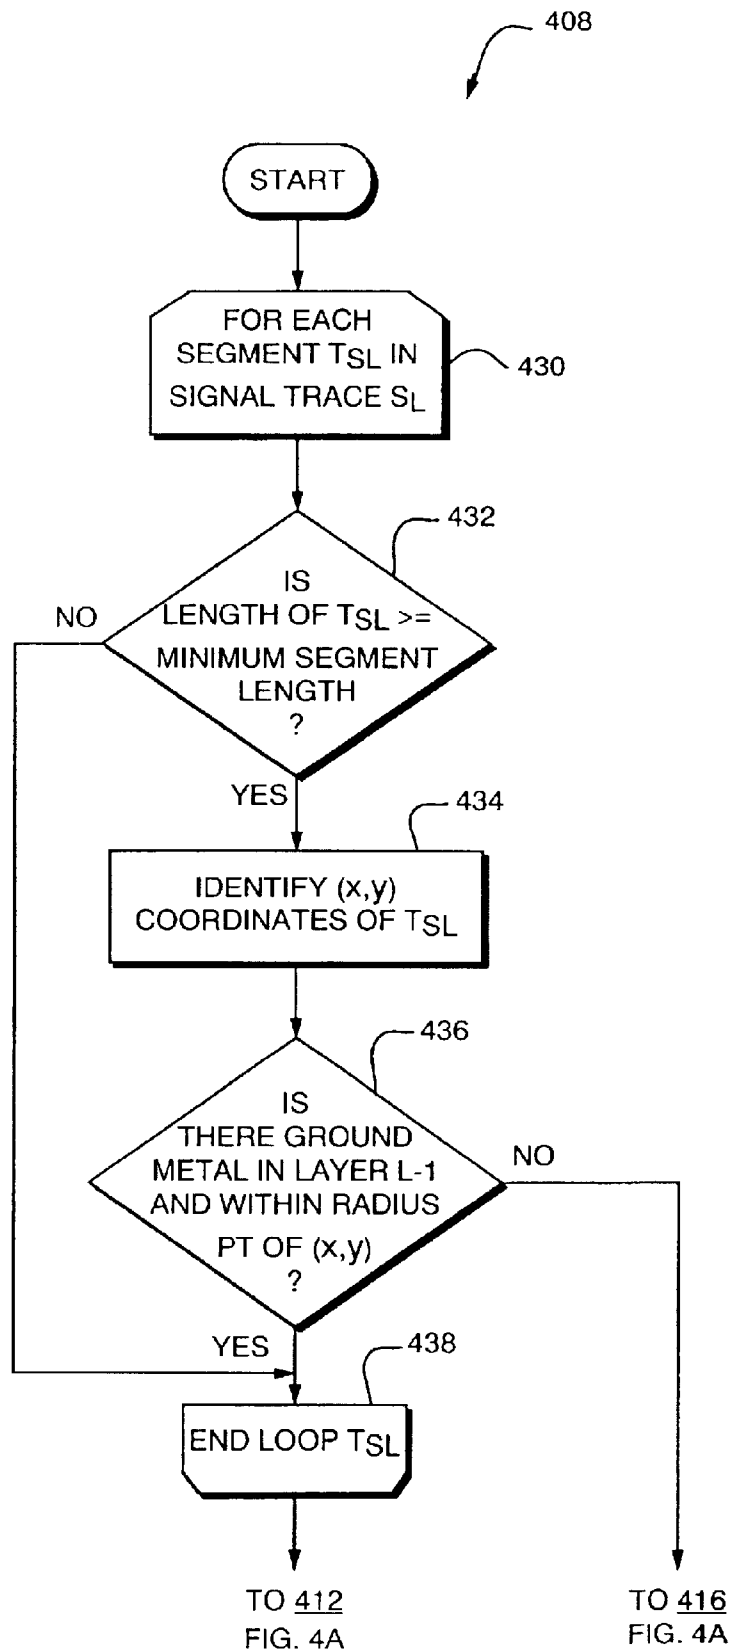 408
START
FOR EACH
SEGMENT TSL IN
SIGNAL TRACE SL
430
432
IS
LENGTH OF TSL >=
MINIMUM SEGMENT
LENGTH
?
NO
YES
434
IDENTIFY (x,y)
COORDINATES OF TSL
436
IS
THERE GROUND
METAL IN LAYER L-1
AND WITHIN RADIUS
PT OF (x,y)
?
NO
YES
438
END LOOP TSL
TO 412
FIG. 4A
TO 416
FIG. 4A